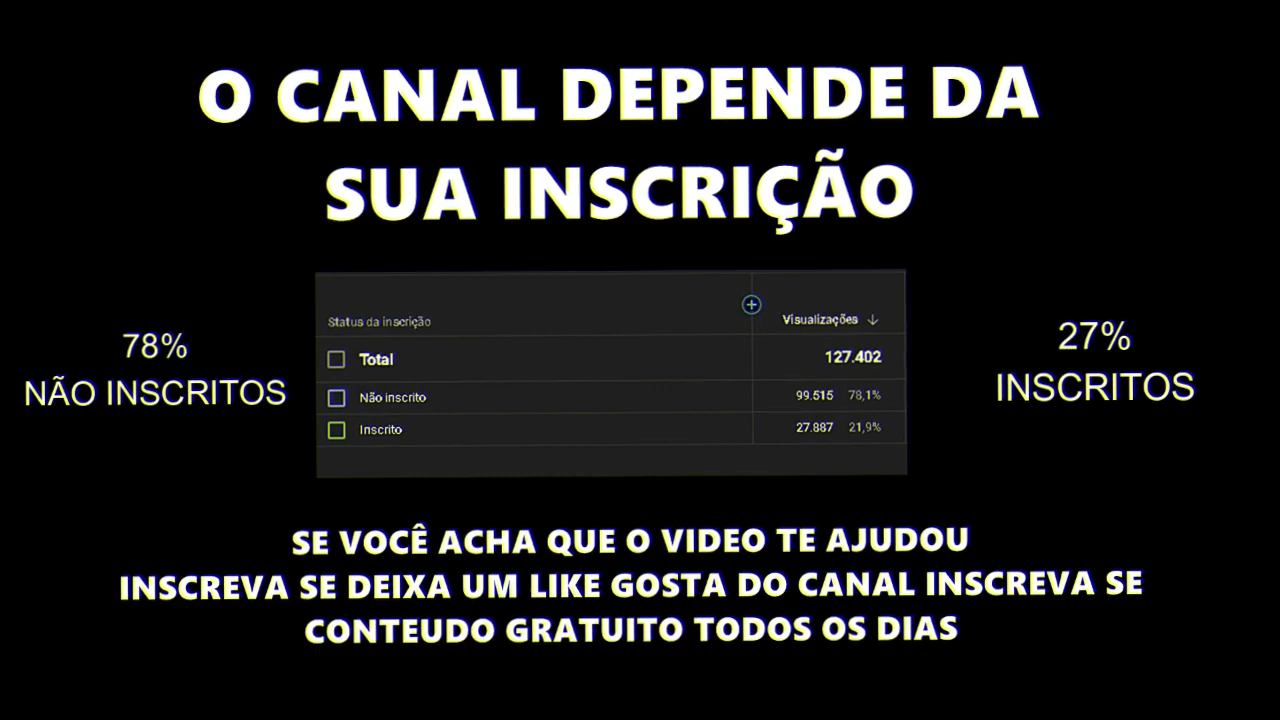 O CANAL DEPENDE DA
SUA INSCRIÇÃO
78%
NÃO INSCRITOS
Status da inscrição
Visualizações
Total
127.402
Não inscrito
99.515 78,1%
Inscrito
27.887 21,9%
27%
INSCRITOS
SE VOCÊ ACHA QUE O VIDEO TE AJUDOU
INSCREVA SE DEIXA UM LIKE GOSTA DO CANAL INSCREVA SE
CONTEUDO GRATUITO TODOS OS DIAS